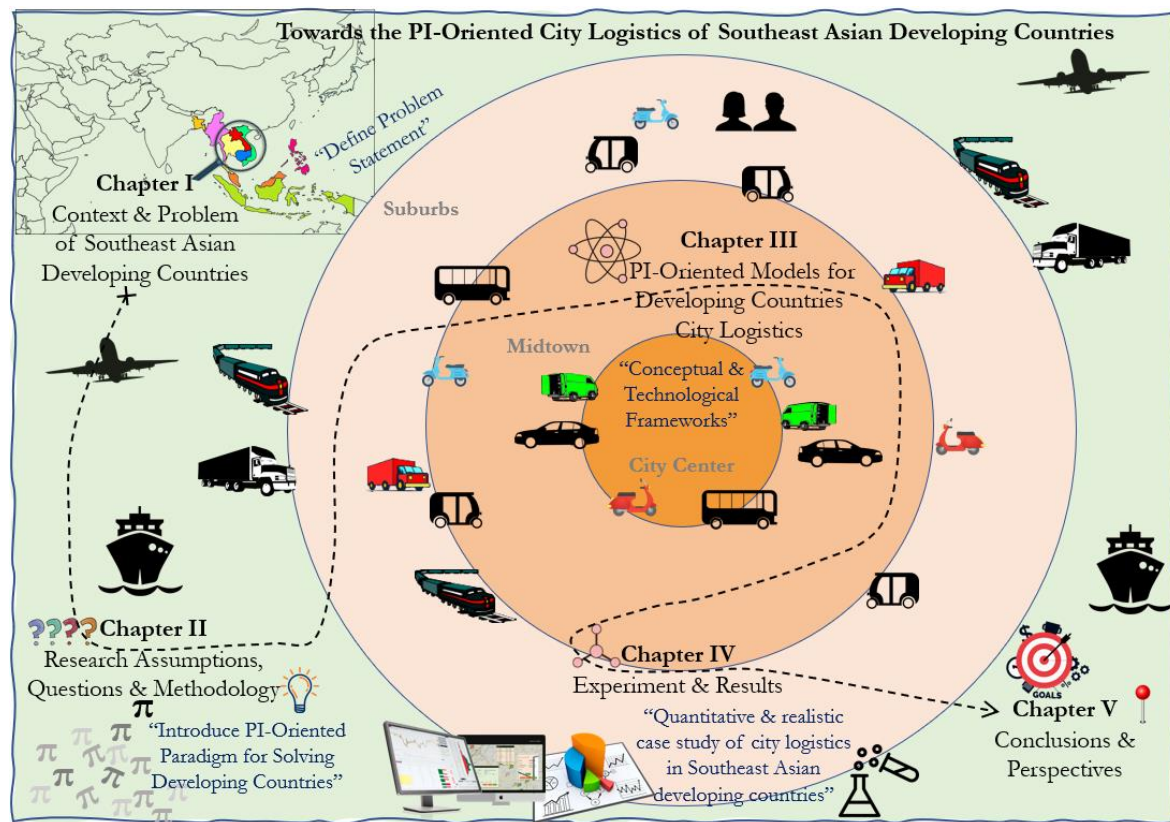 Towards the PI-Oriented City Logistics of Southeast Asian Developing Countries
"Define Problem
Statement"
Chapter I
Context & Problem
of Southeast Asian
Developing Countries
Suburbs
Chapter III
PI-Oriented Models for
Developing Countries
City Logistics
Midtown
"Conceptual &
Technological
Frameworks"
City Center
????
Chapter II
Research Assumptions,
Questions & Methodology
π
"Introduce PI-Oriented
Paradigm for Solving
Developing Countries"
π π π π π π π π π π π π π
Chapter IV
Experiment & Results
"Quantitative & realistic
case study of city logistics
in Southeast Asian
developing countries"
GOALS
Chapter V
Conclusions &
Perspectives